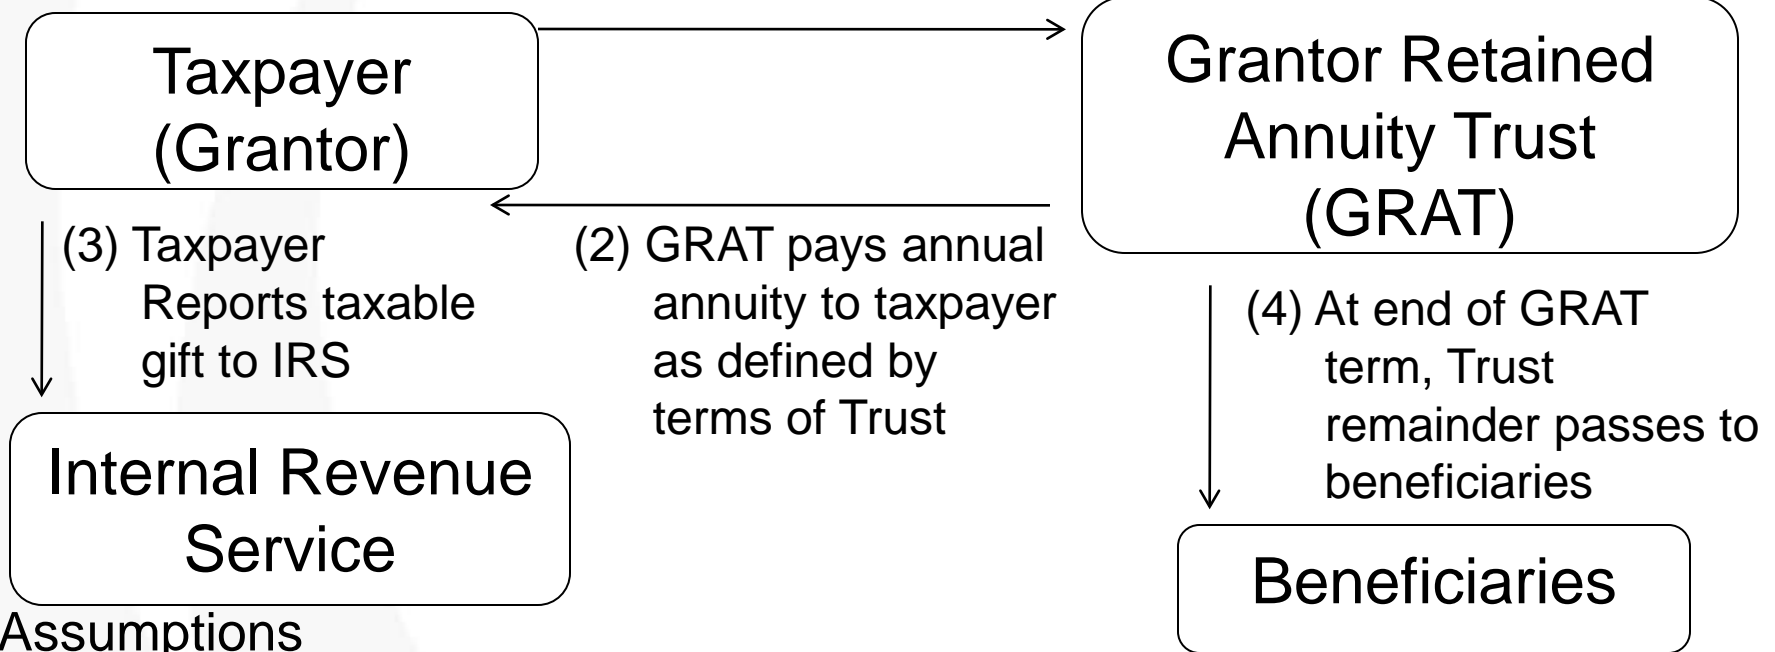 Taxpayer
(Grantor)
Grantor Retained
Annuity Trust
(GRAT)
(3) Taxpayer
Reports taxable
gift to IRS
(2) GRAT pays annual
annuity to taxpayer
as defined by
terms of Trust
(4) At end of GRAT
term, Trust
remainder passes to
beneficiaries
Internal Revenue
Service
Beneficiaries
Assumptions